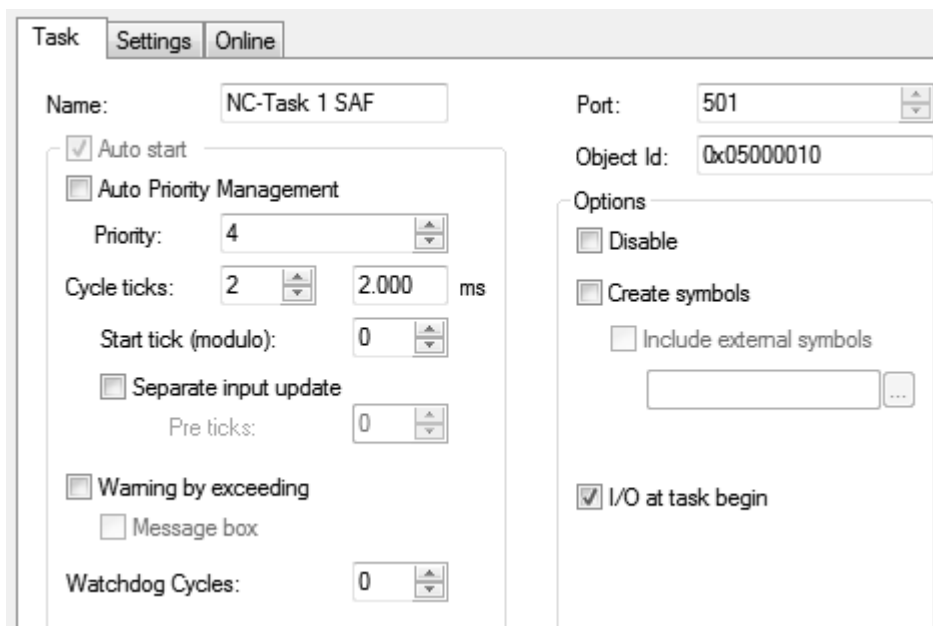 Task Settings Online
Name: NC-Task 1 SAF
Auto start
Auto Priority Management
Priority: 4
Cycle ticks: 2 2.000 ms
Start tick (modulo): 0
Separate input update
Pre ticks: 0
Warning by exceeding
Message box
Watchdog Cycles: 0
Port: 501
Object Id: 0x05000010
Options
Disable
Create symbols
Include external symbols
...
I/O at task begin